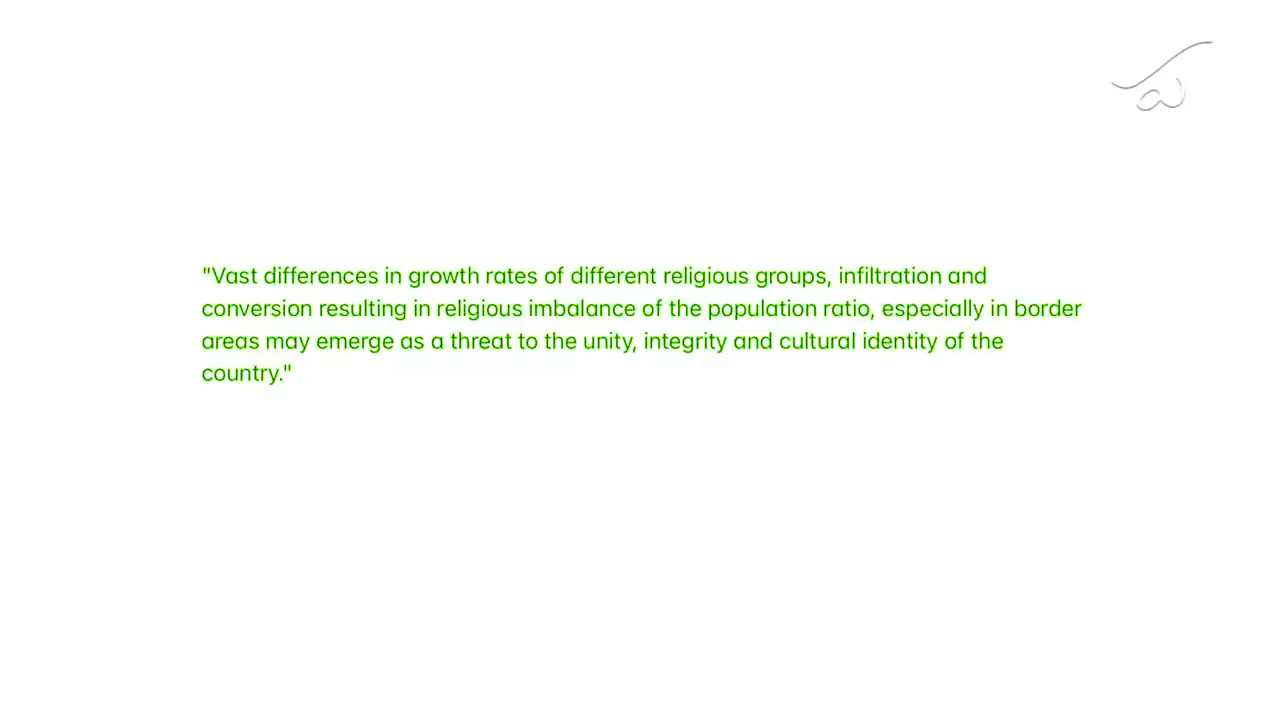 "Vast differences in growth rates of different religious groups, infiltration and
conversion resulting in religious imbalance of the population ratio, especially in border
areas may emerge as a threat to the unity, integrity and cultural identity of the
country."